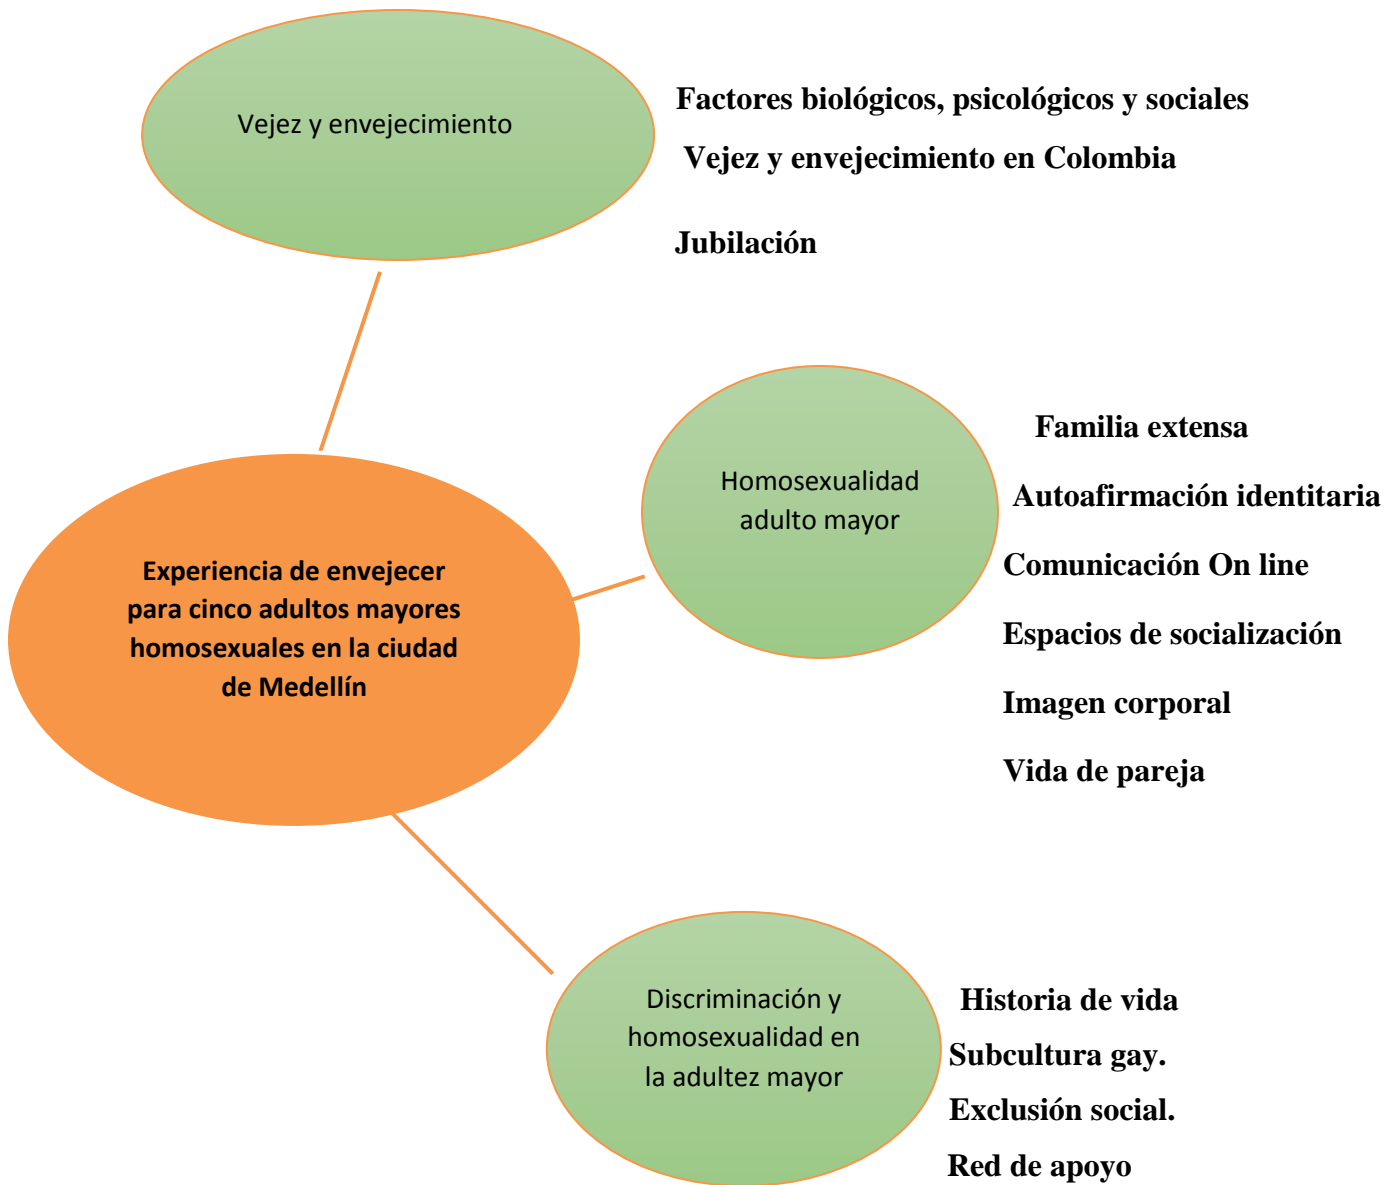 Vejez y envejecimiento
Factores biológicos, psicológicos y sociales
Vejez y envejecimiento en Colombia
Jubilación
Experiencia de envejecer
para cinco adultos mayores
homosexuales en la ciudad
de Medellín
Homosexualidad
adulto mayor
Familia extensa
Autoafirmación identitaria
Comunicación On line
Espacios de socialización
Imagen corporal
Vida de pareja
Discriminación y
homosexualidad en
la adultez mayor
Historia de vida
Subcultura gay.
Exclusión social.
Red de apoyo